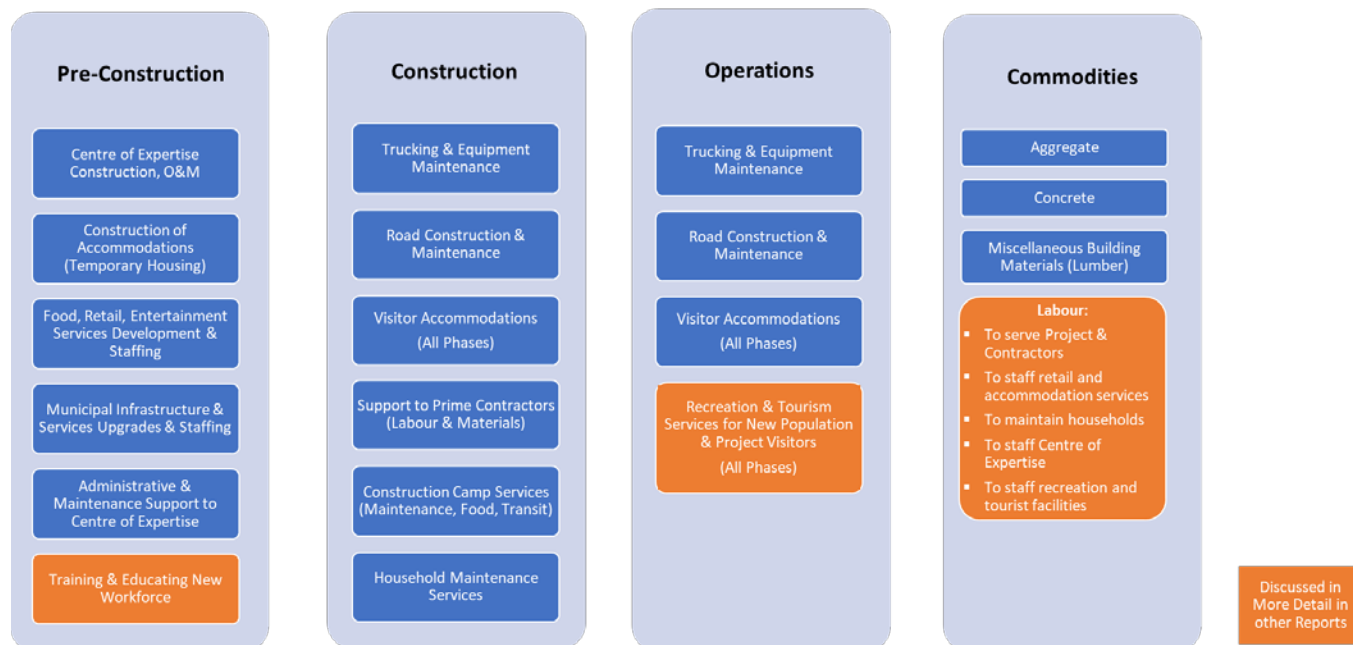 Pre-Construction
Centre of Expertise
Construction, O&M
Construction of
Accommodations
(Temporary Housing)
Food, Retail, Entertainment
Services Development &
Staffing
Municipal Infrastructure &
Services Upgrades & Staffing
Administrative &
Maintenance Support to
Centre of Expertise
Training & Educating New
Workforce
Construction
Trucking & Equipment
Maintenance
Road Construction &
Maintenance
Visitor Accommodations
(All Phases)
Support to Prime Contractors
(Labour & Materials)
Construction Camp Services
(Maintenance, Food, Transit)
Household Maintenance
Services
Operations
Trucking & Equipment
Maintenance
Road Construction &
Maintenance
Visitor Accommodations
(All Phases)
Recreation & Tourism
Services for New Population
& Project Visitors
(All Phases)
Commodities
Aggregate
Concrete
Miscellaneous Building
Materials (Lumber)
Labour:
▪ To serve Project &
Contractors
▪ To staff retail and
accommodation services
▪ To maintain households
▪ To staff Centre of
Expertise
▪ To staff recreation and
tourist facilities
Discussed in
More Detail in
other Reports